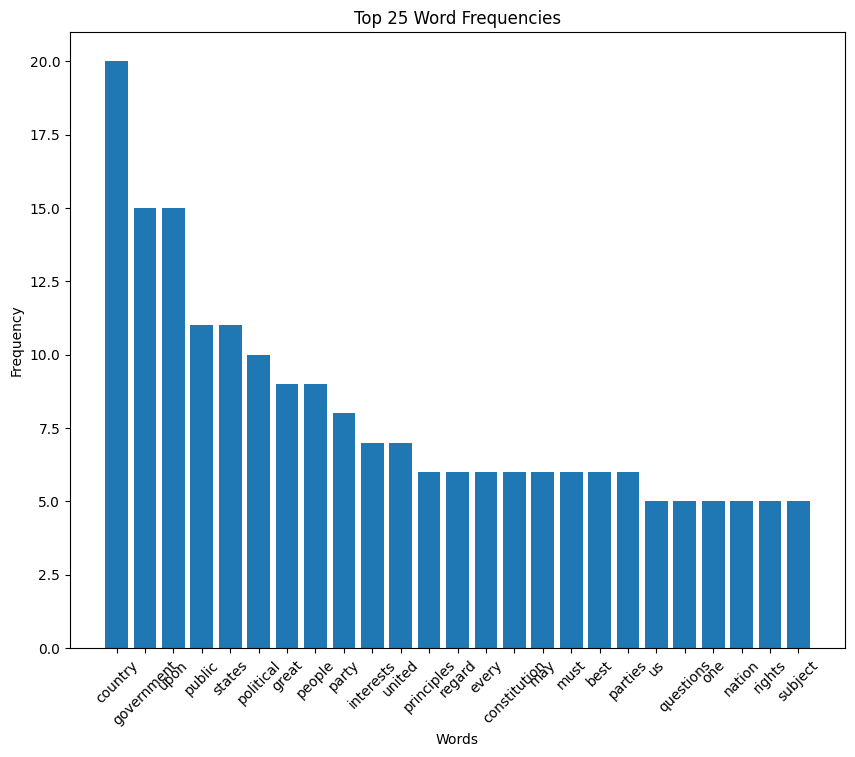 Top 25 Word Frequencies
Frequency
20.0
17.5
15.0
12.5
10.0
7.5
5.0
2.5
0.0
country
government
upon
public
states
political
great
people
party
interests
united
principles
regard
every
constitution
may
must
best
parties
us
questions
one
nation
rights
subject
Words